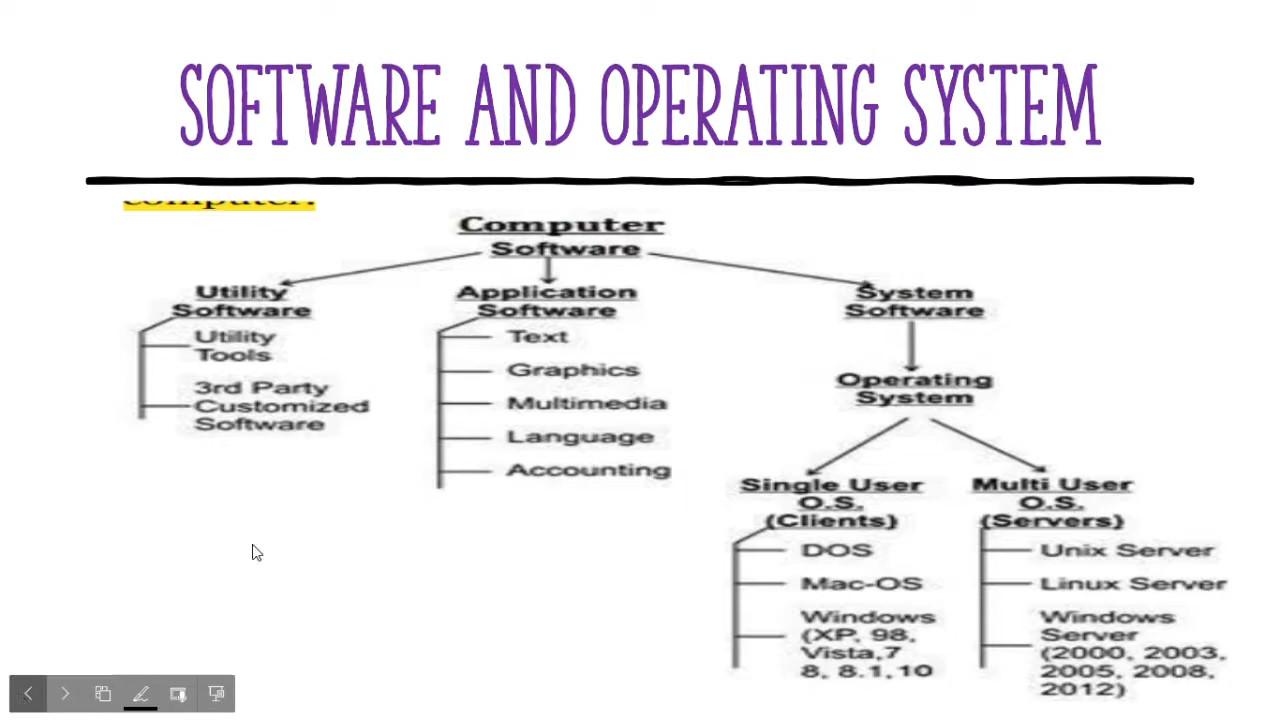 SOFTWARE AND OPERATING SYSTEM
computer.
Computer
Software
Utility
Software
Utility
Tools
3rd Party
Customized
Software
Application
Software
Text
Graphics
Multimedia
Language
Accounting
System
Software
Operating
System
Single User
O.S.
(Clients)
DOS
Mac-OS
Windows
(XP, 98,
Vista,7
8, 8.1,10
Multi User
O.S.
(Servers)
Unix Server
Linux Server
Windows
Server
(2000, 2003,
2005, 2008,
2012)